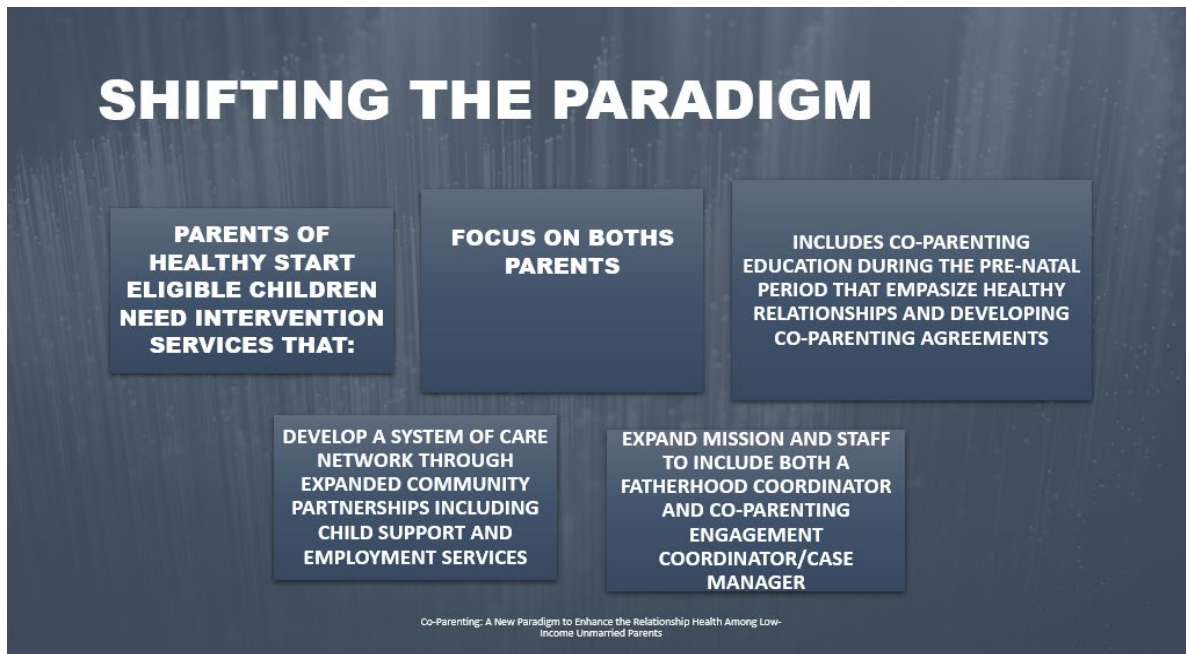 SHIFTING THE PARADIGM
PARENTS OF
HEALTHY START
ELIGIBLE CHILDREN
NEED INTERVENTION
SERVICES THAT:
FOCUS ON BOTHS
PARENTS
INCLUDES CO-PARENTING
EDUCATION DURING THE PRE-NATAL
PERIOD THAT EMPASIZE HEALTHY
RELATIONSHIPS AND DEVELOPING
CO-PARENTING AGREEMENTS
DEVELOP A SYSTEM OF CARE
NETWORK THROUGH
EXPANDED COMMUNITY
PARTNERSHIPS INCLUDING
CHILD SUPPORT AND
EMPLOYMENT SERVICES
EXPAND MISSION AND STAFF
TO INCLUDE BOTH A
FATHERHOOD COORDINATOR
AND CO-PARENTING
ENGAGEMENT
COORDINATOR/CASE
MANAGER
Co-Parenting: A New Paradigm to Enhance the Relationship Health Among Low-
Income Unmarried Parents